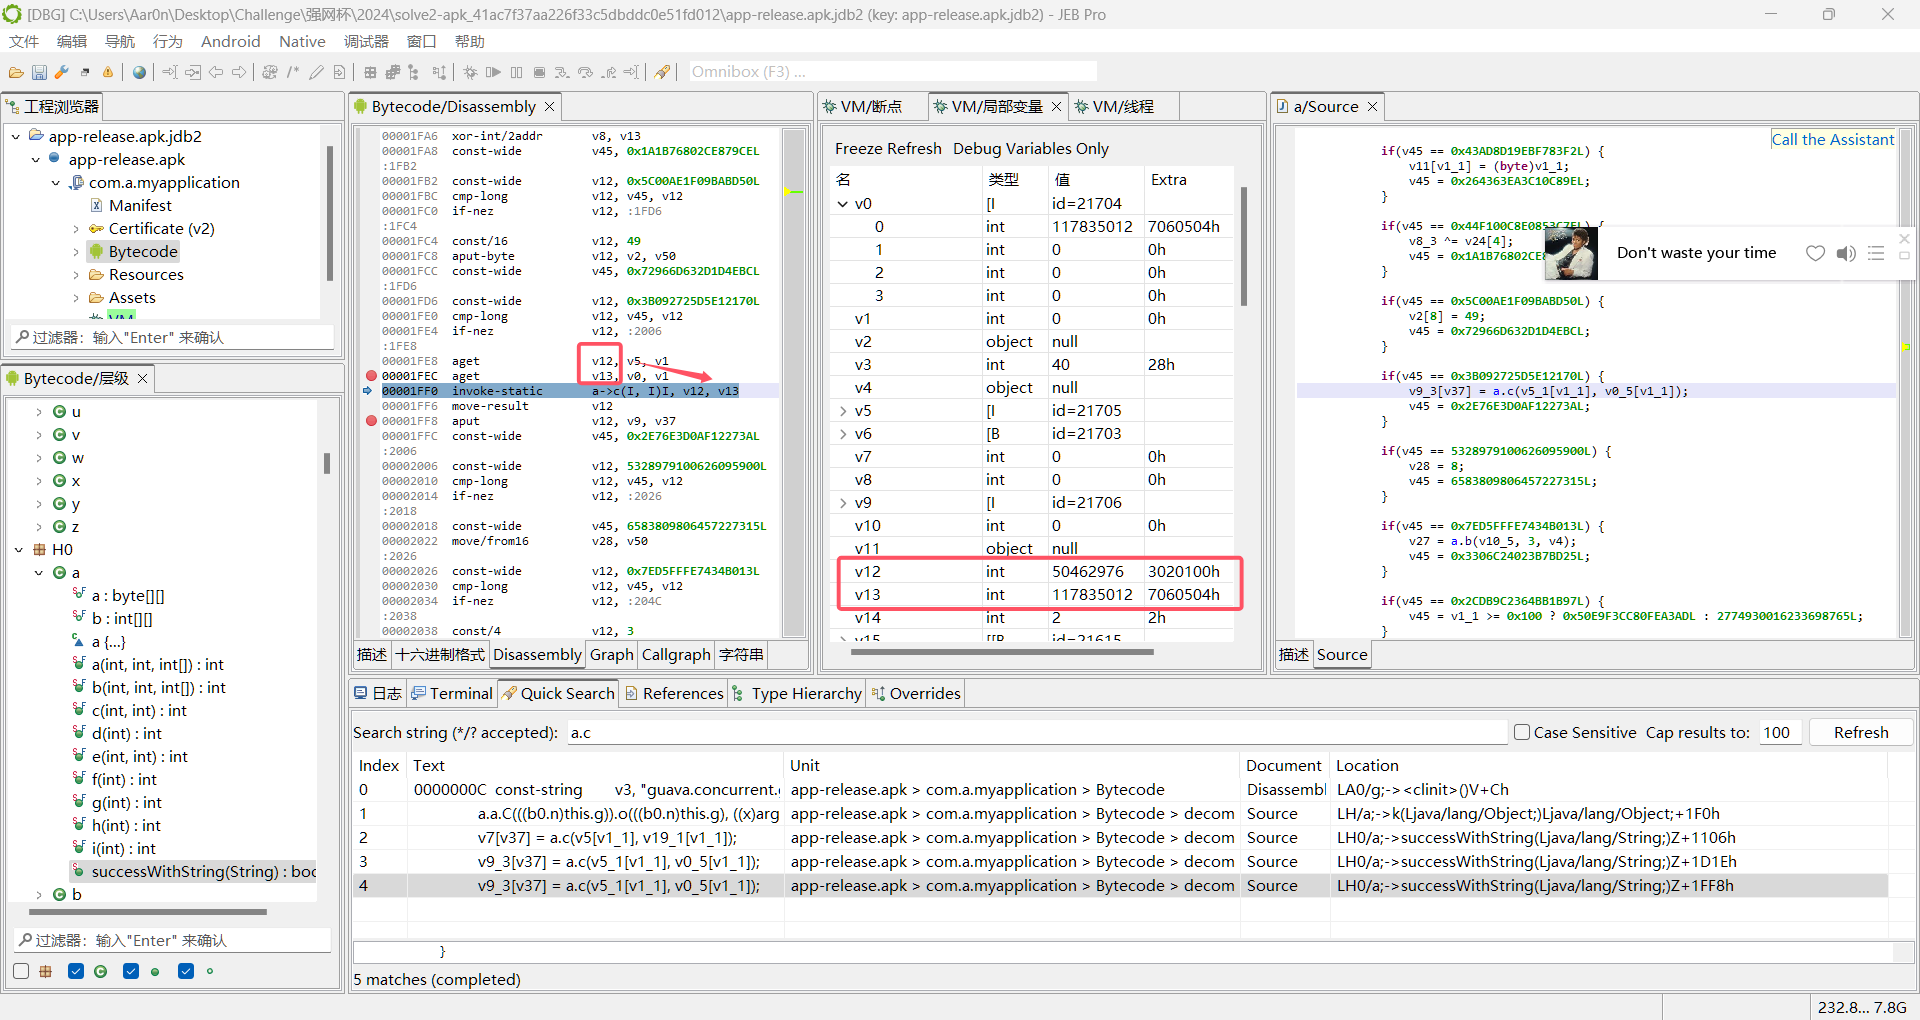 [DBG] C:\Users\Aar0n\Desktop\Challenge\强网杯\2024\solve2-apk_41ac7f37aa226f33c5dbddc0e51fd012\app-release.apk.jdb2 (key: app-release.apk.jdb2) - JEB Pro
文件 编辑 导航 行为 Android Native 调试器 窗口 帮助
Omnibox (F3) ...
工程浏览器
app-release.apk.jdb2
app-release.apk
com.a.myapplication
Manifest
Certificate (v2)
Bytecode
Resources
Assets
VM
过滤器: 输入"Enter" 来确认
Bytecode/层级
u
v
w
x
y
z
H0
a
a : byte[][]
b : int[][]
a {...}
a(int, int, int[]) : int
b(int, int, int[]) : int
c(int, int) : int
d(int) : int
e(int, int) : int
f(int) : int
g(int) : int
h(int) : int
i(int) : int
successWithString(String) : boo
b
过滤器: 输入"Enter" 来确认
Bytecode/Disassembly
00001FA6 xor-int/2addr v8, v13
00001FA8 const-wide v45, 0x1A1B76802CE879CEL
:1FB2
00001FB2 const-wide v12, 0x5C00AE1F09BABD50L
00001FBC cmp-long v12, v45, v12
00001FC0 if-nez v12, :1FD6
:1FC4
00001FC4 const/16 v12, 49
00001FC8 aput-byte v12, v2, v50
00001FCC const-wide v45, 0x72966D632D1D4EBCL
:1FD6
00001FD6 const-wide v12, 0x3B092725D5E12170L
00001FE0 cmp-long v12, v45, v12
00001FE4 if-nez v12, :2006
:1FE8
00001FE8 aget v12, v5, v1
00001FEC aget v13, v0, v1
00001FF0 invoke-static a->c(I, I)I, v12, v13
00001FF6 move-result v12
00001FF8 aput v12, v9, v37
00001FFC const-wide v45, 0x2E76E3D0AF12273AL
:2006
00002006 const-wide v12, 5328979100626095900L
00002010 cmp-long v12, v45, v12
00002014 if-nez v12, :2026
:2018
00002018 const-wide v45, 6583809806457227315L
00002022 move/from16 v28, v50
:2026
00002026 const-wide v12, 0x7ED5FFFE7434B013L
00002030 cmp-long v12, v45, v12
00002034 if-nez v12, :204C
:2038
00002038 const/4 v12, 3
描述 十六进制格式 Disassembly Graph Callgraph 字符串
VM/断点 VM/局部变量 VM/线程
Freeze Refresh Debug Variables Only
名 类型 值 Extra
v0 [I id=21704
0 int 117835012 7060504h
1 int 0 0h
2 int 0 0h
3 int 0 0h
v1 int 0 0h
v2 object null
v3 int 40 28h
v4 object null
v5 [I id=21705
v6 [B id=21703
v7 int 0 0h
v8 int 0 0h
v9 [I id=21706
v10 int 0 0h
v11 object null
v12 int 50462976 3020100h
v13 int 117835012 7060504h
v14 int 2 2h
v15 [[B id=21615
a/Source
Call the Assistant
if(v45 == 0x43AD8D19EBF783F2L) {
v11[v1_1] = (byte)v1_1;
v45 = 0x264363EA3C10C89EL;
}
if(v45 == 0x44F100C8E0853C7EL) {
v8_3 ^= v24[4];
v45 = 0x1A1B76802CE8
}
if(v45 == 0x5C00AE1F09BABD50L) {
v2[8] = 49;
v45 = 0x72966D632D1D4EBCL;
}
if(v45 == 0x3B092725D5E12170L) {
v9_3[v37] = a.c(v5_1[v1_1], v0_5[v1_1]);
v45 = 0x2E76E3D0AF12273AL;
}
if(v45 == 5328979100626095900L) {
v28 = 8;
v45 = 6583809806457227315L;
}
if(v45 == 0x7ED5FFFE7434B013L) {
v27 = a.b(v10_5, 3, v4);
v45 = 0x3306C24023B7BD25L;
}
if(v45 == 0x2CDB9C2364BB1B97L) {
v45 = v1_1 >= 0x100 ? 0x50E9F3CC80FEA3ADL : 2774930016233698765L;
}
描述 Source
Don't waste your time
日志 Terminal Quick Search References Type Hierarchy Overrides
Search string (*/? accepted): a.c
Case Sensitive Cap results to: 100 Refresh
Index Text Unit Document Location
0 0000000C const-string v3, "guava.concurrent.g app-release.apk > com.a.myapplication > Bytecode Disassembl LA0/g;-><clinit>()V+Ch
1 a.a.C(((b0.n)this.g)).o(((b0.n)this.g), ((x)arg app-release.apk > com.a.myapplication > Bytecode > decom Source LH/a;->k(Ljava/lang/Object;)Ljava/lang/Object;+1F0h
2 v7[v37] = a.c(v5[v1_1], v19_1[v1_1]); app-release.apk > com.a.myapplication > Bytecode > decom Source LH0/a;->successWithString(Ljava/lang/String;)Z+1106h
3 v9_3[v37] = a.c(v5_1[v1_1], v0_5[v1_1]); app-release.apk > com.a.myapplication > Bytecode > decom Source LH0/a;->successWithString(Ljava/lang/String;)Z+1D1Eh
4 v9_3[v37] = a.c(v5_1[v1_1], v0_5[v1_1]); app-release.apk > com.a.myapplication > Bytecode > decom Source LH0/a;->successWithString(Ljava/lang/String;)Z+1FF8h
}
5 matches (completed)
232.8... 7.8G